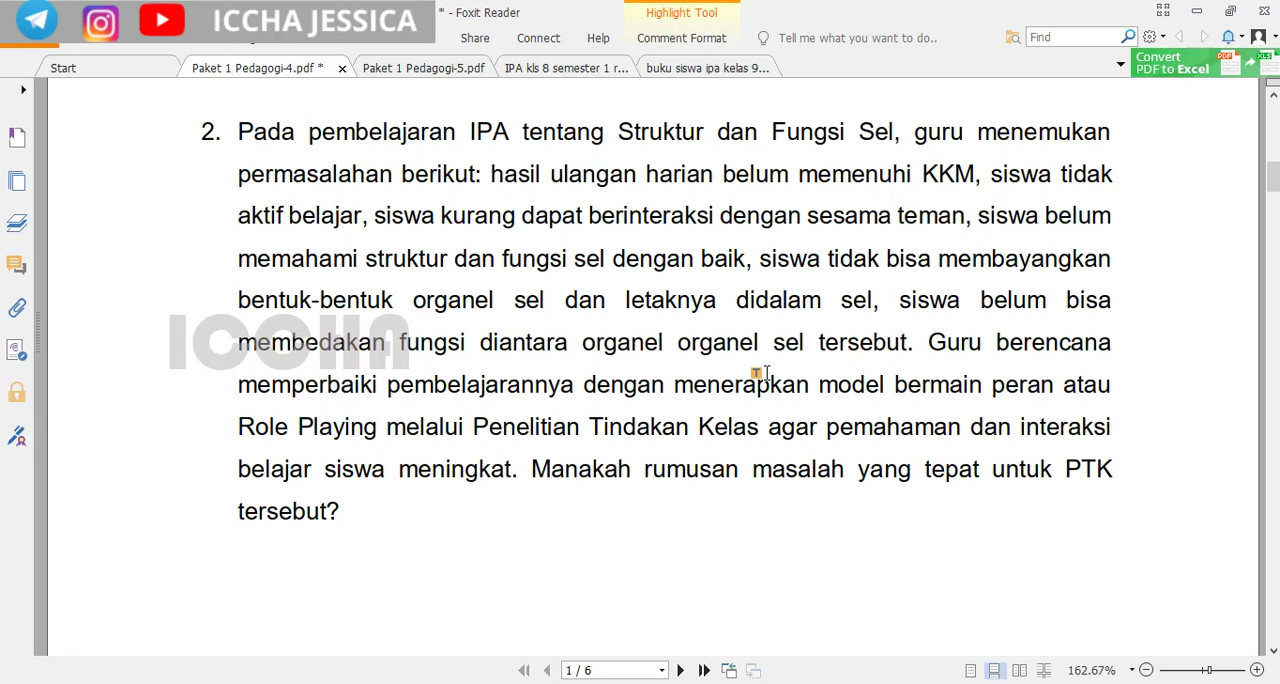 ICCHA JESSICA
* - Foxit Reader
Highlight Tool
Share Connect Help Comment Format Tell me what you want to do.. Find
Start Paket 1 Pedagogi-4.pdf * Paket 1 Pedagogi-5.pdf IPA kls 8 semester 1 r... buku siswa ipa kelas 9...
Convert
PDF to Excel
2. Pada pembelajaran IPA tentang Struktur dan Fungsi Sel, guru menemukan
permasalahan berikut: hasil ulangan harian belum memenuhi KKM, siswa tidak
aktif belajar, siswa kurang dapat berinteraksi dengan sesama teman, siswa belum
memahami struktur dan fungsi sel dengan baik, siswa tidak bisa membayangkan
bentuk-bentuk organel sel dan letaknya didalam sel, siswa belum bisa
membedakan fungsi diantara organel organel sel tersebut. Guru berencana
memperbaiki pembelajarannya dengan menerapkan model bermain peran atau
Role Playing melalui Penelitian Tindakan Kelas agar pemahaman dan interaksi
belajar siswa meningkat. Manakah rumusan masalah yang tepat untuk PTK
tersebut?
ICCHA
1 / 6
162.67%